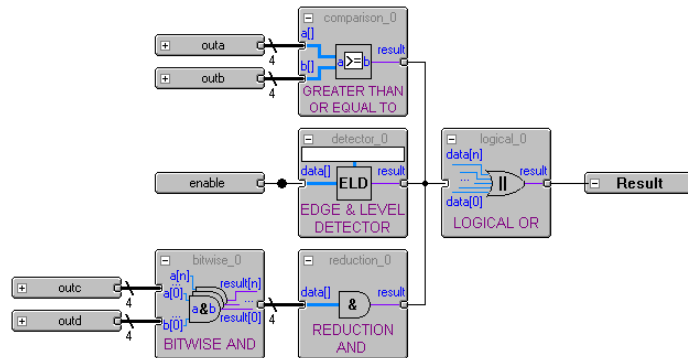 comparison_0
a[]
result
outa
4
a >= b
outb
b[]
4
GREATER THAN
OR EQUAL TO
detector_0
logical_0
data[n]
enable
data[]
ELD
result
...
||
result
Result
data[0]
EDGE & LEVEL
DETECTOR
LOGICAL OR
bitwise_0
reduction_0
a[n]
result[n]
...
outc
a[0]
data[]
result
4
a&b
...
4
&
outd
b[0]
result[0]
4
BITWISE AND
REDUCTION
AND